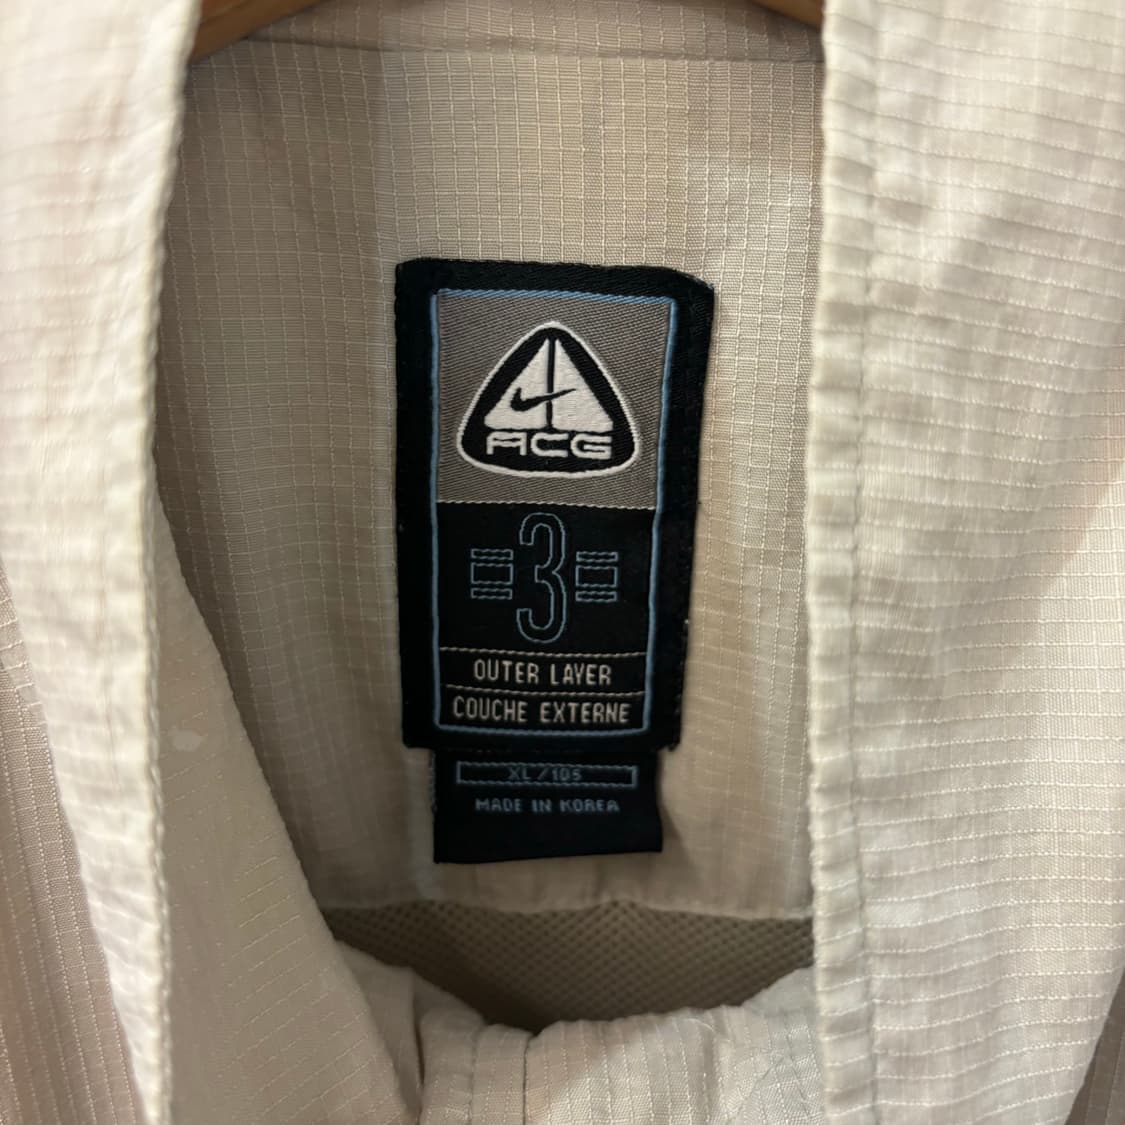 ACG
3
OUTER LAYER
COUCHE EXTERNE
XL/105
MADE IN KOREA